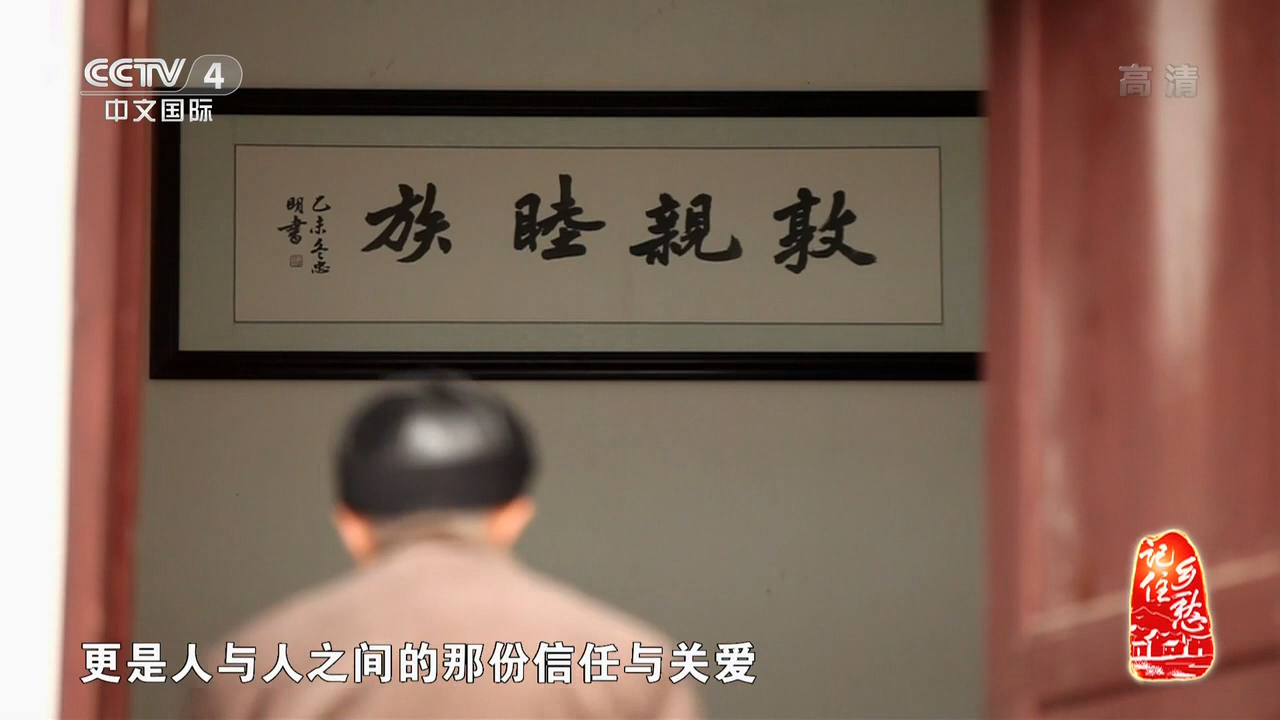 CCTV 4
中文国际
高清
敦親睦族
乙未冬忠
明書
记住
乡愁
更是人与人之间的那份信任与关爱